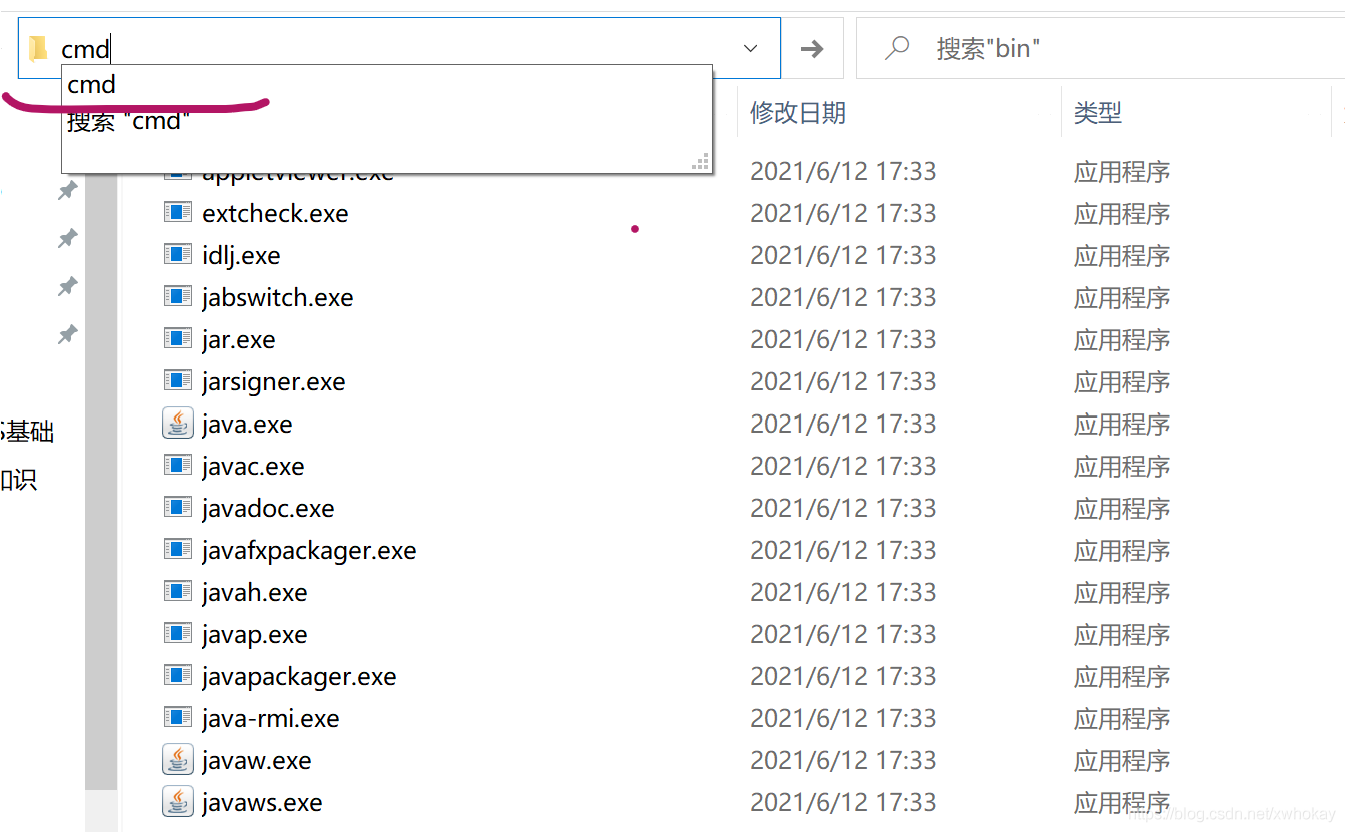 cmd
搜索"bin"
cmd
搜索 "cmd"
修改日期 类型
appletviewer.exe 2021/6/12 17:33 应用程序
extcheck.exe 2021/6/12 17:33 应用程序
idlj.exe 2021/6/12 17:33 应用程序
jabswitch.exe 2021/6/12 17:33 应用程序
jar.exe 2021/6/12 17:33 应用程序
jarsigner.exe 2021/6/12 17:33 应用程序
java.exe 2021/6/12 17:33 应用程序
基础
javac.exe 2021/6/12 17:33 应用程序
识
javadoc.exe 2021/6/12 17:33 应用程序
javafxpackager.exe 2021/6/12 17:33 应用程序
javah.exe 2021/6/12 17:33 应用程序
javap.exe 2021/6/12 17:33 应用程序
javapackager.exe 2021/6/12 17:33 应用程序
java-rmi.exe 2021/6/12 17:33 应用程序
javaw.exe 2021/6/12 17:33 应用程序
javaws.exe 2021/6/12 17:33 应用程序
https://blog.csdn.net/xwhokay